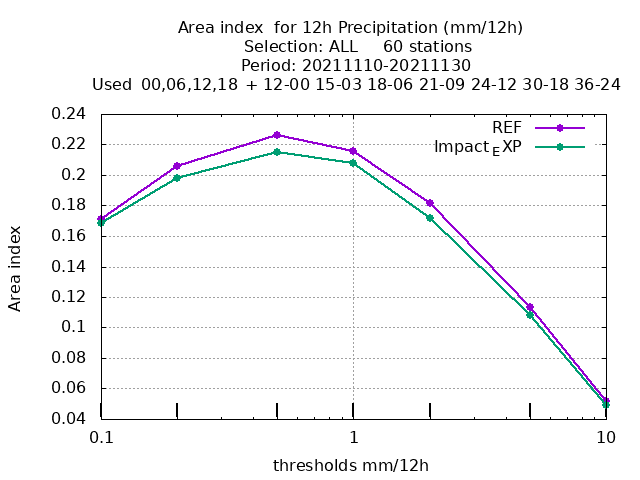 Area index  for 12h Precipitation (mm/12h)
Selection: ALL     60 stations
Period: 20211110-20211130
Used  00,06,12,18  + 12-00 15-03 18-06 21-09 24-12 30-18 36-24
REF
Impact_EXP
0.24
0.22
0.2
0.18
0.16
0.14
0.12
0.1
0.08
0.06
0.04
Area index
0.1 1 10
thresholds mm/12h